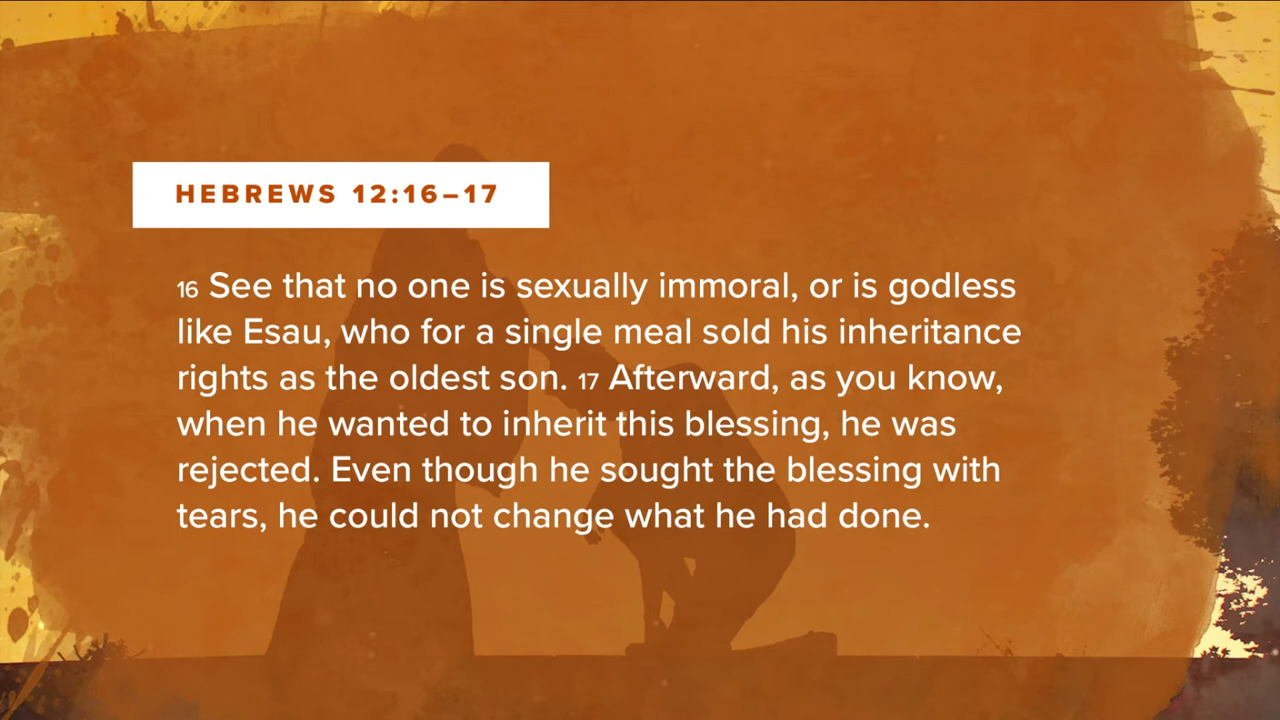 HEBREWS 12:16–17
16 See that no one is sexually immoral, or is godless
like Esau, who for a single meal sold his inheritance
rights as the oldest son. 17 Afterward, as you know,
when he wanted to inherit this blessing, he was
rejected. Even though he sought the blessing with
tears, he could not change what he had done.